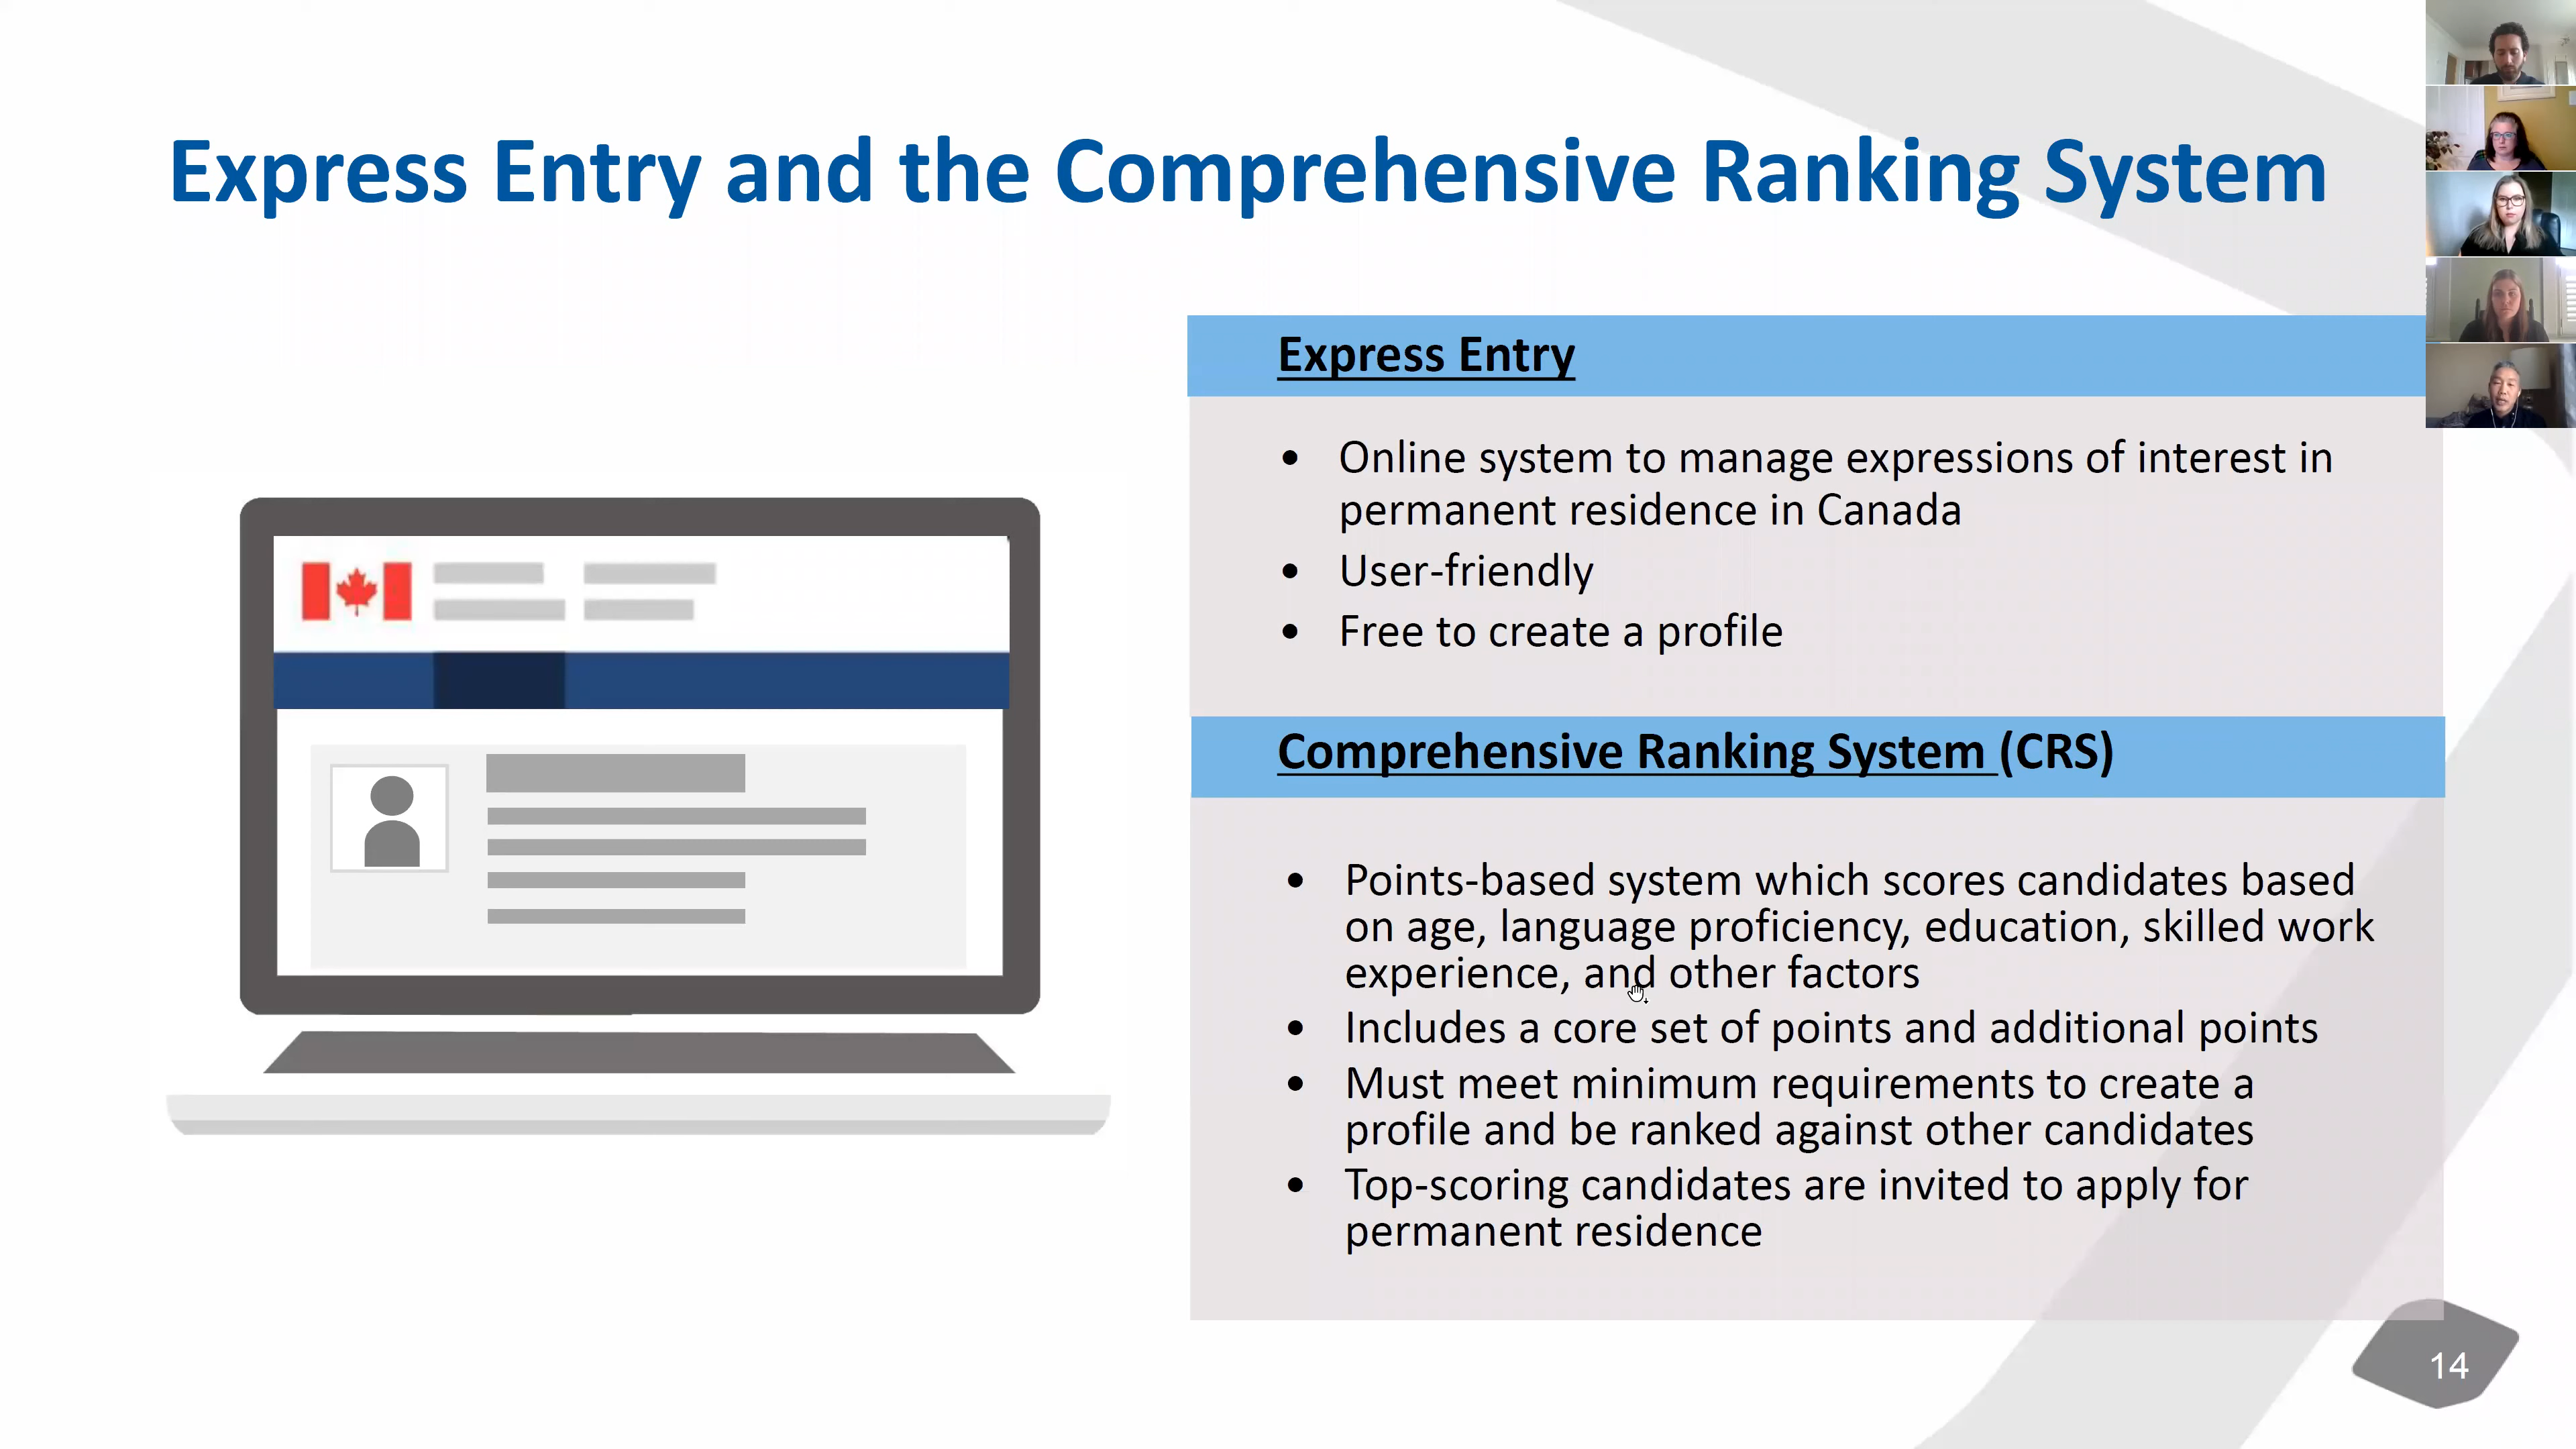 Express Entry and the Comprehensive Ranking System
Express Entry
• Online system to manage expressions of interest in
permanent residence in Canada
• User-friendly
• Free to create a profile
Comprehensive Ranking System (CRS)
• Points-based system which scores candidates based
on age, language proficiency, education, skilled work
experience, and other factors
• Includes a core set of points and additional points
• Must meet minimum requirements to create a
profile and be ranked against other candidates
• Top-scoring candidates are invited to apply for
permanent residence
14